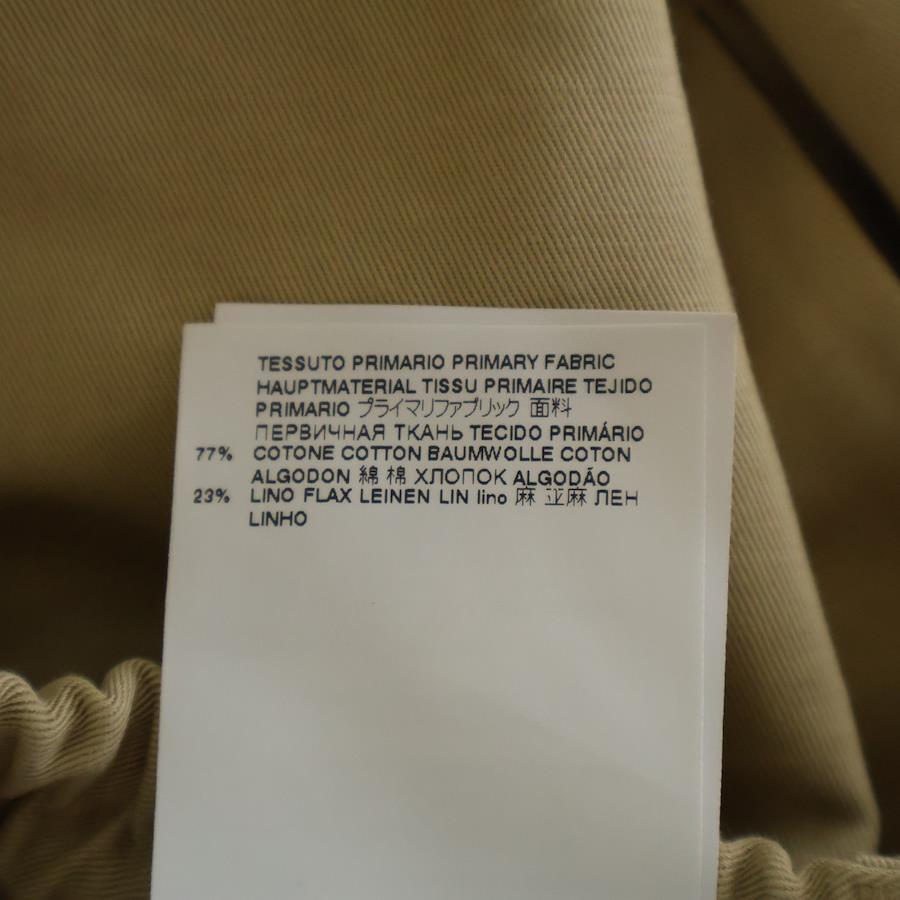 TESSUTO PRIMARIO PRIMARY FABRIC
HAUPTMATERIAL TISSU PRIMAIRE TEJIDO
PRIMARIO プライマリファブリック 面料
ПЕРВИЧНАЯ ТКАНЬ TECIDO PRIMÁRIO
77% COTONE COTTON BAUMWOLLE COTON
ALGODON 綿 棉 ХЛОПОК ALGODÃO
23% LINO FLAX LEINEN LIN lino 麻 亚麻 ЛЕН
LINHO